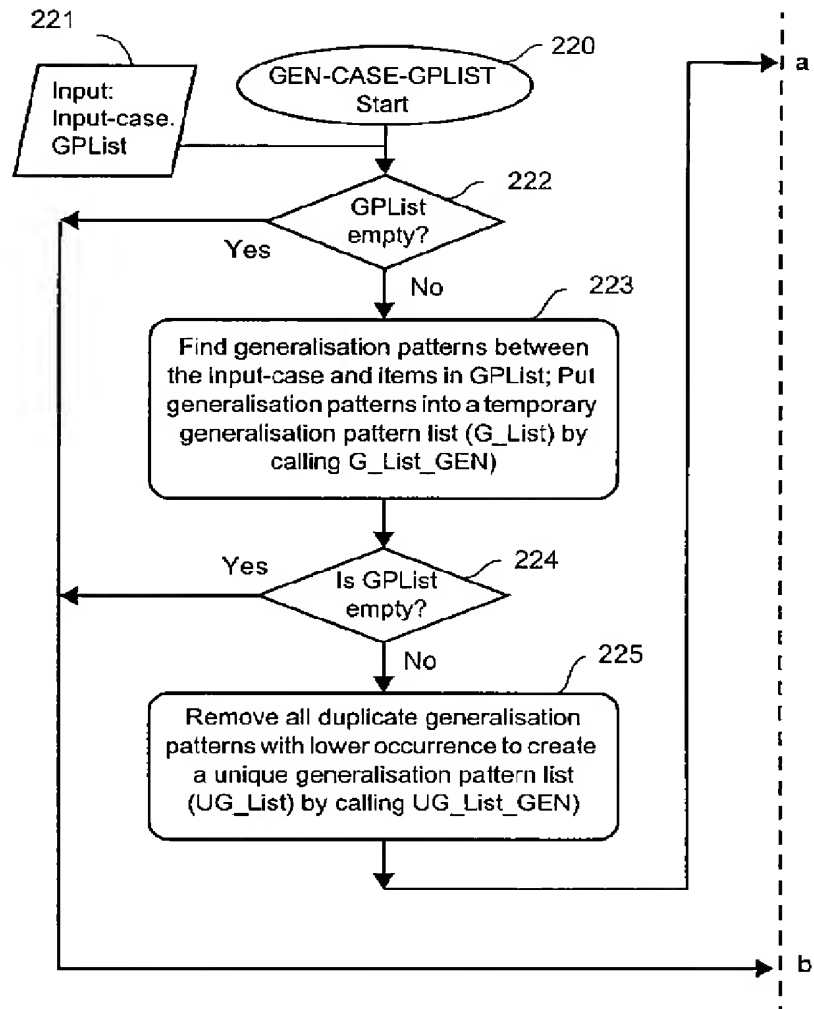 221
220
a
Input:
Input-case.
GPList
GEN-CASE-GPLIST
Start
222
GPList
empty?
Yes
No
223
Find generalisation patterns between
the input-case and items in GPList; Put
generalisation patterns into a temporary
generalisation pattern list (G_List) by
calling G_List_GEN)
Yes
224
Is GPList
empty?
No
225
Remove all duplicate generalisation
patterns with lower occurrence to create
a unique generalisation pattern list
(UG_List) by calling UG_List_GEN)
b